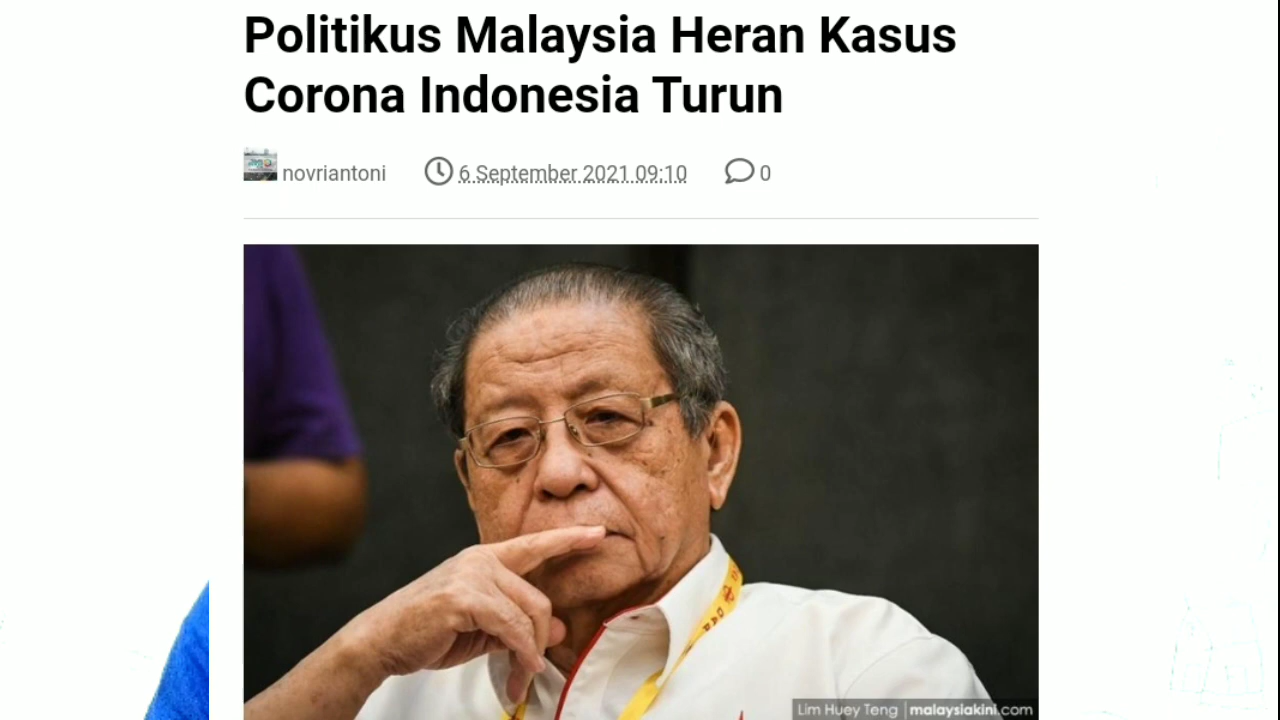 Politikus Malaysia Heran Kasus
Corona Indonesia Turun
novriantoni 6 September 2021 09:10 0
Lim Huey Teng | malaysiakini.com